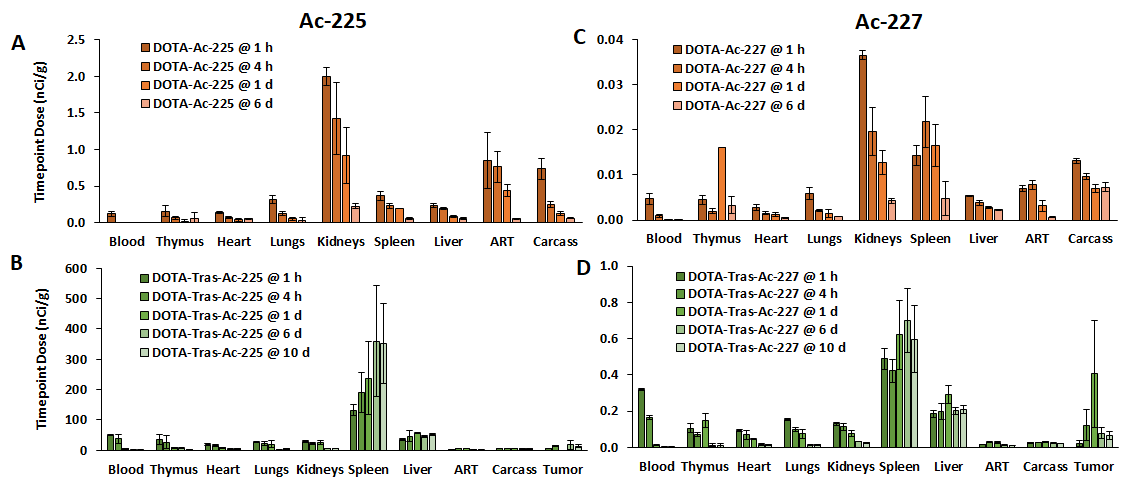 Ac-225
A
Timepoint Dose (nCi/g)
2.5
2.0
1.5
1.0
0.5
0.0
DOTA-Ac-225 @ 1 h
DOTA-Ac-225 @ 4 h
DOTA-Ac-225 @ 1 d
DOTA-Ac-225 @ 6 d
Blood Thymus Heart Lungs Kidneys Spleen Liver ART Carcass
B
Timepoint Dose (nCi/g)
600
500
400
300
200
100
0
DOTA-Tras-Ac-225 @ 1 h
DOTA-Tras-Ac-225 @ 4 h
DOTA-Tras-Ac-225 @ 1 d
DOTA-Tras-Ac-225 @ 6 d
DOTA-Tras-Ac-225 @ 10 d
Blood Thymus Heart Lungs Kidneys Spleen Liver ART Carcass Tumor
Ac-227
C
0.04
0.03
0.02
0.01
0.00
DOTA-Ac-227 @ 1 h
DOTA-Ac-227 @ 4 h
DOTA-Ac-227 @ 1 d
DOTA-Ac-227 @ 6 d
Blood Thymus Heart Lungs Kidneys Spleen Liver ART Carcass
D
1.0
0.8
0.6
0.4
0.2
0.0
DOTA-Tras-Ac-227 @ 1 h
DOTA-Tras-Ac-227 @ 4 h
DOTA-Tras-Ac-227 @ 1 d
DOTA-Tras-Ac-227 @ 6 d
DOTA-Tras-Ac-227 @ 10 d
Blood Thymus Heart Lungs Kidneys Spleen Liver ART Carcass Tumor